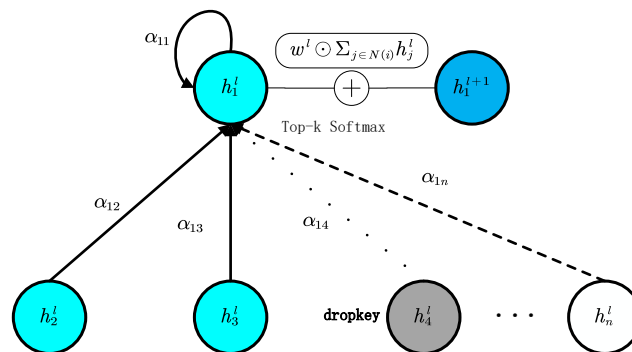 α₁₁
w^l ⊙ Σ_{j∈N(i)} h_j^l
h_1^l
+
h_1^{l+1}
Top-k Softmax
α₁₂
α₁₃
α₁₄
α₁ₙ
h_2^l
h_3^l
dropkey
h_4^l
· · ·
h_n^l